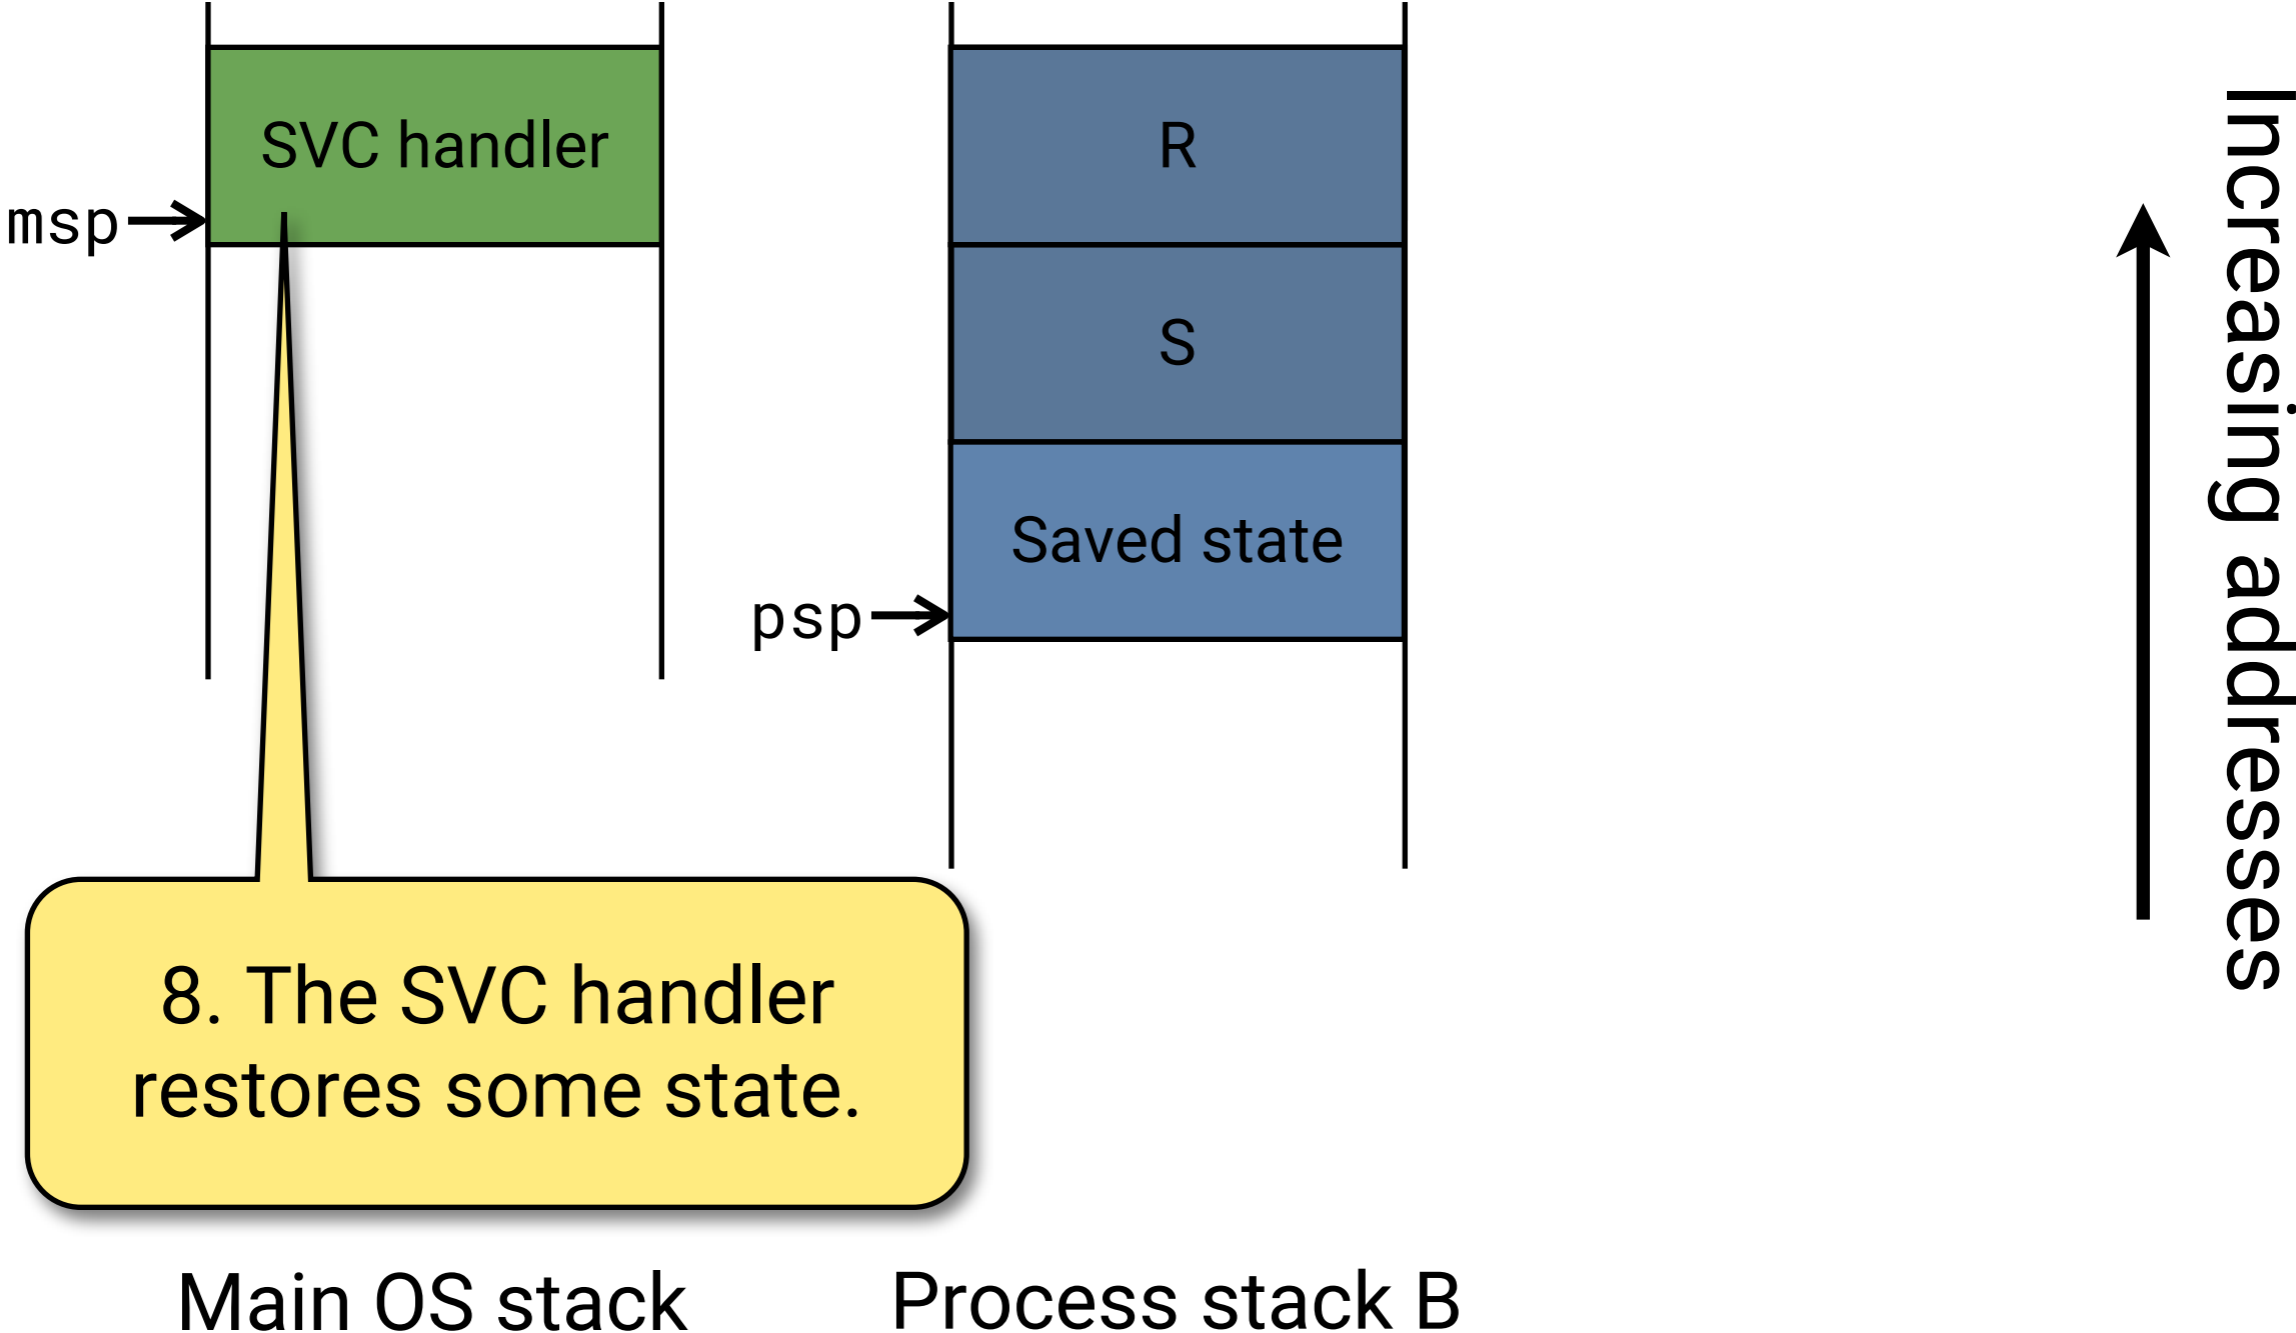 SVC handler
msp
R
S
Saved state
psp
8. The SVC handler
restores some state.
Main OS stack
Process stack B
Increasing addresses